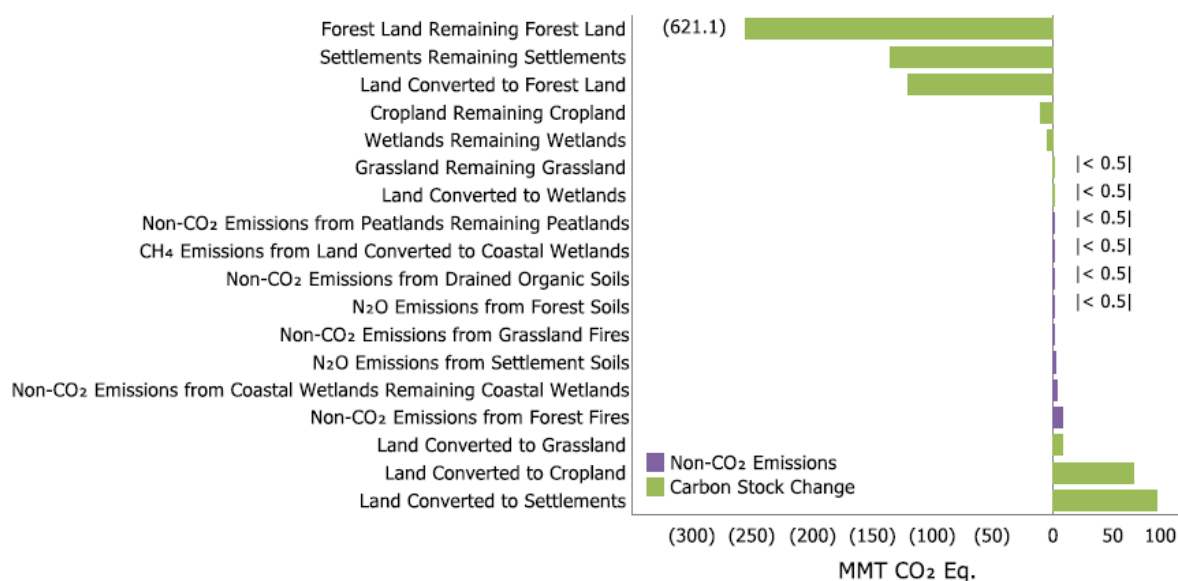 Forest Land Remaining Forest Land (621.1)
Settlements Remaining Settlements
Land Converted to Forest Land
Cropland Remaining Cropland
Wetlands Remaining Wetlands
Grassland Remaining Grassland |< 0.5|
Land Converted to Wetlands |< 0.5|
Non-CO₂ Emissions from Peatlands Remaining Peatlands |< 0.5|
CH₄ Emissions from Land Converted to Coastal Wetlands |< 0.5|
Non-CO₂ Emissions from Drained Organic Soils |< 0.5|
N₂O Emissions from Forest Soils |< 0.5|
Non-CO₂ Emissions from Grassland Fires
N₂O Emissions from Settlement Soils
Non-CO₂ Emissions from Coastal Wetlands Remaining Coastal Wetlands
Non-CO₂ Emissions from Forest Fires
Land Converted to Grassland
Land Converted to Cropland
Land Converted to Settlements
Non-CO₂ Emissions
Carbon Stock Change
(300) (250) (200) (150) (100) (50) 0 50 100
MMT CO₂ Eq.